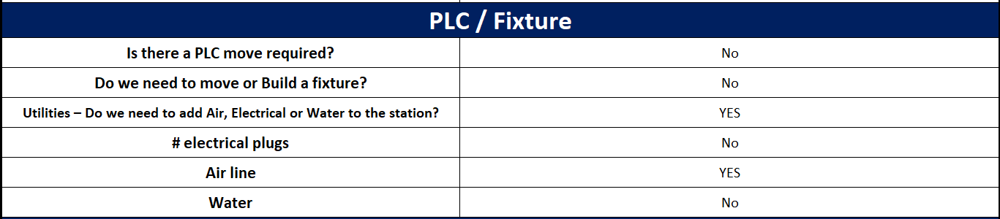 PLC / Fixture
Is there a PLC move required? No
Do we need to move or Build a fixture? No
Utilities – Do we need to add Air, Electrical or Water to the station? YES
# electrical plugs No
Air line YES
Water No